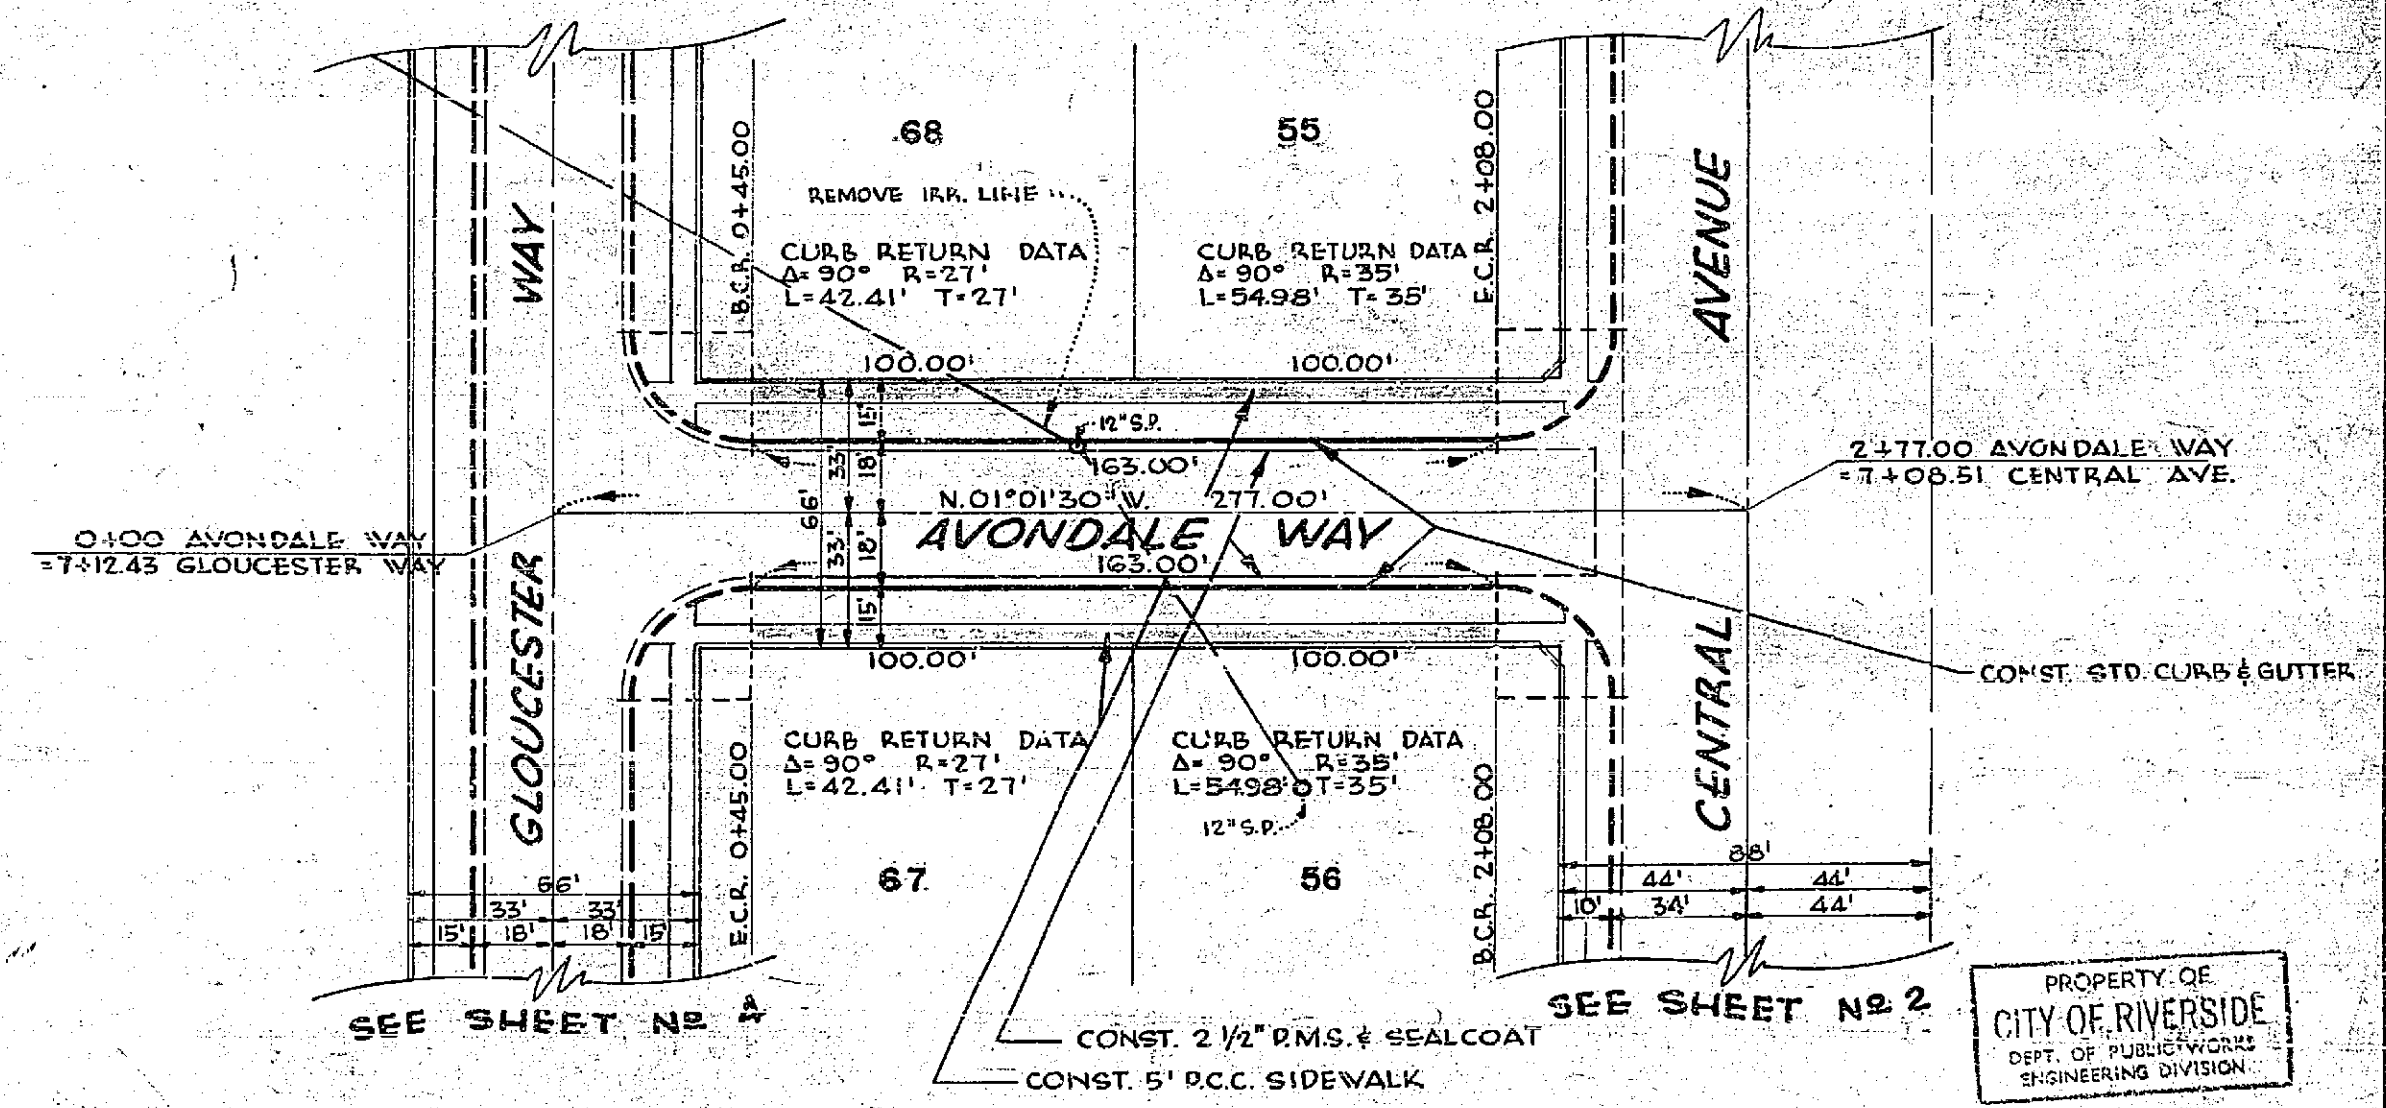 68
55
REMOVE IRR. LINE
B.C.R. 0+45.00
E.C.R. 2+08.00
WAY
AVENUE
CURB RETURN DATA
Δ=90° R=27'
L=42.41' T=27'
CURB RETURN DATA
Δ=90° R=35'
L=54.98' T=35'
100.00'
100.00'
15'
12" S.P.
33'
18'
163.00'
66'
N.01°01'30"W. 277.00'
2+77.00 AVONDALE WAY
=7+08.51 CENTRAL AVE.
0+00 AVONDALE WAY
=7+12.43 GLOUCESTER WAY
AVONDALE WAY
33'
18'
163.00'
15'
100.00'
100.00'
GLOUCESTER
CENTRAL
CONST. STD. CURB & GUTTER
CURB RETURN DATA
Δ=90° R=27'
L=42.41' T=27'
CURB RETURN DATA
Δ=90° R=35'
L=54.98' T=35'
12" S.P.
E.C.R. 0+45.00
B.C.R. 2+08.00
67
56
66'
33' 33'
15' 18' 18' 15'
88'
44' 44'
10' 34' 44'
SEE SHEET Nº
SEE SHEET Nº 2
CONST. 2 1/2" P.M.S. & SEALCOAT
CONST. 5' P.C.C. SIDEWALK
PROPERTY OF
CITY OF RIVERSIDE
DEPT. OF PUBLIC WORKS
ENGINEERING DIVISION